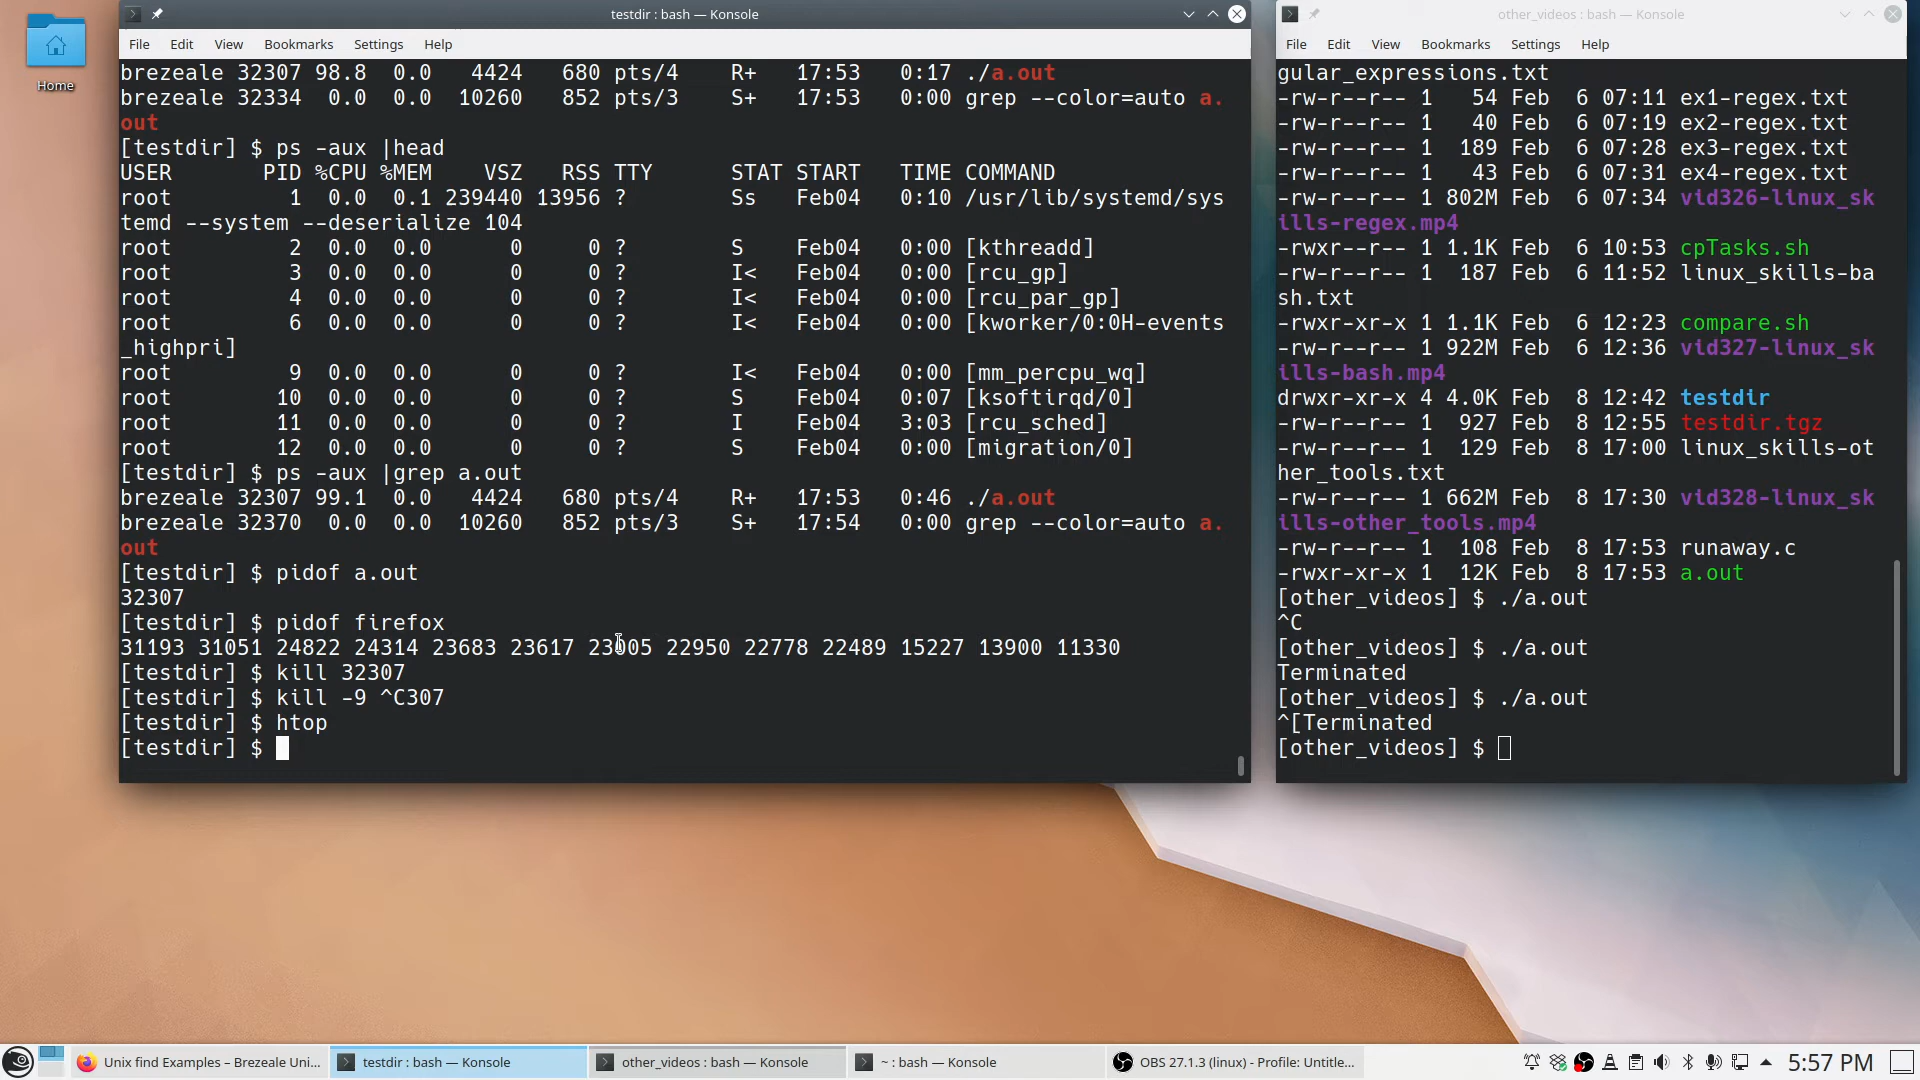 Home
testdir : bash — Konsole
File Edit View Bookmarks Settings Help
brezeale 32307 98.8 0.0 4424 680 pts/4 R+ 17:53 0:17 ./a.out
brezeale 32334 0.0 0.0 10260 852 pts/3 S+ 17:53 0:00 grep --color=auto a.
out
[testdir] $ ps -aux |head
USER PID %CPU %MEM VSZ RSS TTY STAT START TIME COMMAND
root 1 0.0 0.1 239440 13956 ? Ss Feb04 0:10 /usr/lib/systemd/sys
temd --system --deserialize 104
root 2 0.0 0.0 0 0 ? S Feb04 0:00 [kthreadd]
root 3 0.0 0.0 0 0 ? I< Feb04 0:00 [rcu_gp]
root 4 0.0 0.0 0 0 ? I< Feb04 0:00 [rcu_par_gp]
root 6 0.0 0.0 0 0 ? I< Feb04 0:00 [kworker/0:0H-events
_highpri]
root 9 0.0 0.0 0 0 ? I< Feb04 0:00 [mm_percpu_wq]
root 10 0.0 0.0 0 0 ? S Feb04 0:07 [ksoftirqd/0]
root 11 0.0 0.0 0 0 ? I Feb04 3:03 [rcu_sched]
root 12 0.0 0.0 0 0 ? S Feb04 0:00 [migration/0]
[testdir] $ ps -aux |grep a.out
brezeale 32307 99.1 0.0 4424 680 pts/4 R+ 17:53 0:46 ./a.out
brezeale 32370 0.0 0.0 10260 852 pts/3 S+ 17:54 0:00 grep --color=auto a.
out
[testdir] $ pidof a.out
32307
[testdir] $ pidof firefox
31193 31051 24822 24314 23683 23617 23005 22950 22778 22489 15227 13900 11330
[testdir] $ kill 32307
[testdir] $ kill -9 ^C307
[testdir] $ htop
[testdir] $
other_videos : bash — Konsole
File Edit View Bookmarks Settings Help
gular_expressions.txt
-rw-r--r-- 1 54 Feb 6 07:11 ex1-regex.txt
-rw-r--r-- 1 40 Feb 6 07:19 ex2-regex.txt
-rw-r--r-- 1 189 Feb 6 07:28 ex3-regex.txt
-rw-r--r-- 1 43 Feb 6 07:31 ex4-regex.txt
-rw-r--r-- 1 802M Feb 6 07:34 vid326-linux_sk
ills-regex.mp4
-rwxr--r-- 1 1.1K Feb 6 10:53 cpTasks.sh
-rw-r--r-- 1 187 Feb 6 11:52 linux_skills-ba
sh.txt
-rwxr-xr-x 1 1.1K Feb 6 12:23 compare.sh
-rw-r--r-- 1 922M Feb 6 12:36 vid327-linux_sk
ills-bash.mp4
drwxr-xr-x 4 4.0K Feb 8 12:42 testdir
-rw-r--r-- 1 927 Feb 8 12:55 testdir.tgz
-rw-r--r-- 1 129 Feb 8 17:00 linux_skills-ot
her_tools.txt
-rw-r--r-- 1 662M Feb 8 17:30 vid328-linux_sk
ills-other_tools.mp4
-rw-r--r-- 1 108 Feb 8 17:53 runaway.c
-rwxr-xr-x 1 12K Feb 8 17:53 a.out
[other_videos] $ ./a.out
^C
[other_videos] $ ./a.out
Terminated
[other_videos] $ ./a.out
^[Terminated
[other_videos] $
Unix find Examples – Brezeale Uni...
testdir : bash — Konsole
other_videos : bash — Konsole
~ : bash — Konsole
OBS 27.1.3 (linux) - Profile: Untitle...
5:57 PM